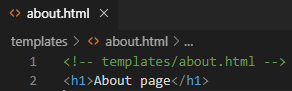 <> about.html ×
templates > <> about.html > ...
1 <!-- templates/about.html -->
2 <h1>About page</h1>